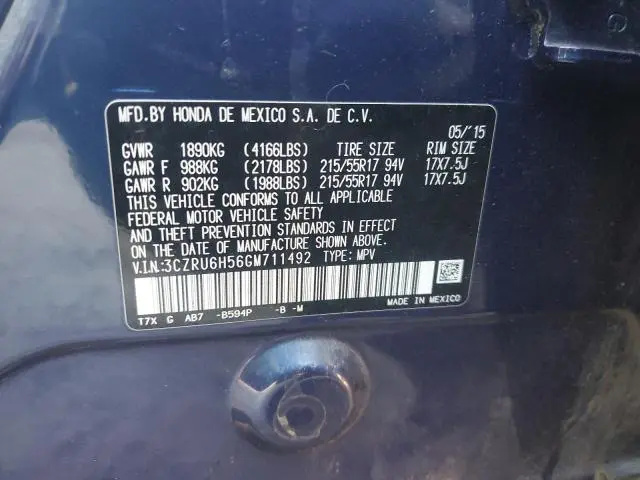 MFD.BY HONDA DE MEXICO S.A. DE C.V.
05/'15
GVWR 1890KG (4166LBS) TIRE SIZE RIM SIZE
GAWR F 988KG (2178LBS) 215/55R17 94V 17X7.5J
GAWR R 902KG (1988LBS) 215/55R17 94V 17X7.5J
THIS VEHICLE CONFORMS TO ALL APPLICABLE
FEDERAL MOTOR VEHICLE SAFETY
AND THEFT PREVENTION STANDARDS IN EFFECT
ON THE DATE OF MANUFACTURE SHOWN ABOVE.
V.I.N:3CZRU6H56GM711492 TYPE: MPV
T7X G AB7 -B594P -B -M MADE IN MEXICO